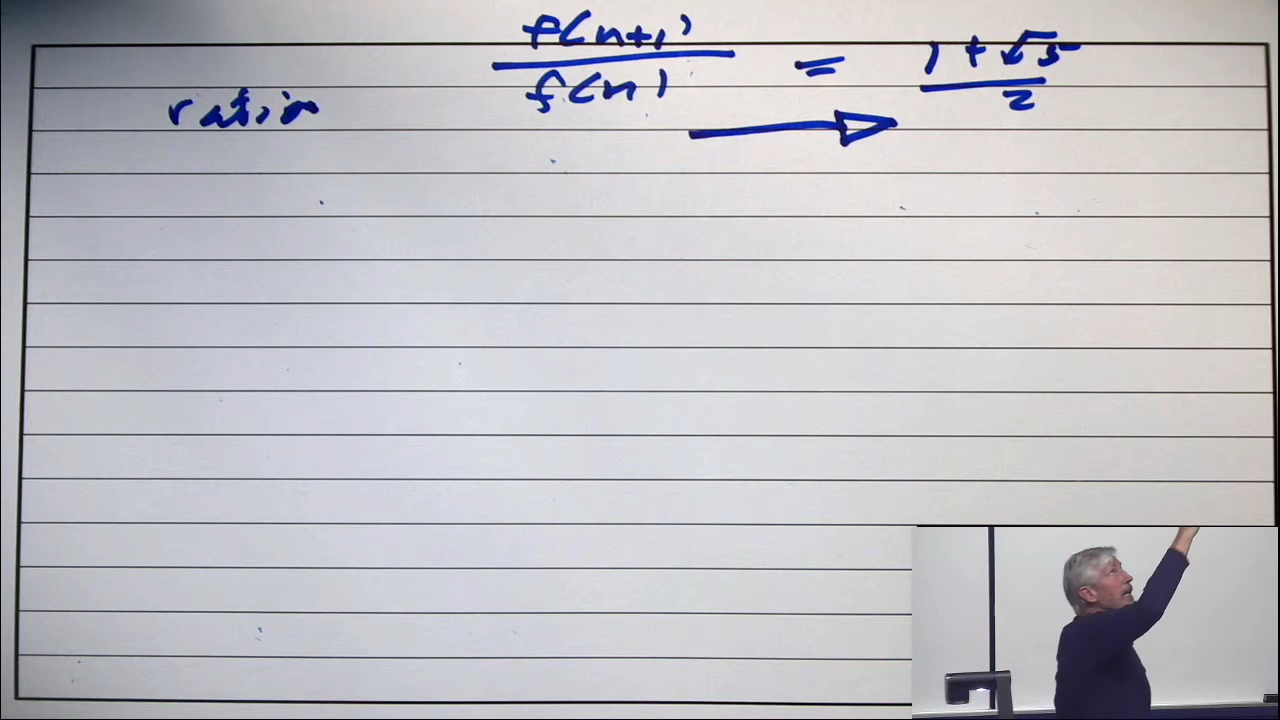 f(n+1)
f(n)
= 1 + √5
2
ratio